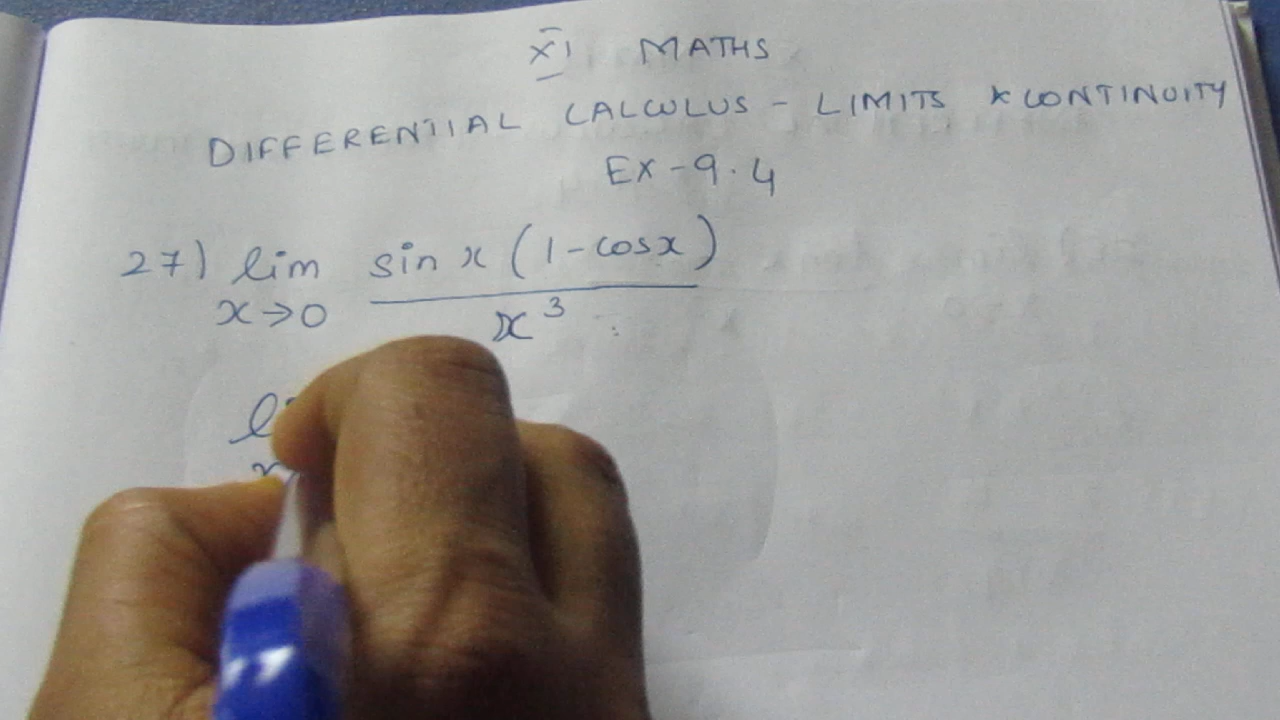 XI MATHS
DIFFERENTIAL CALCULUS - LIMITS & CONTINUITY
EX - 9.4
27) lim sin x (1 - cos x)
x → 0 x³